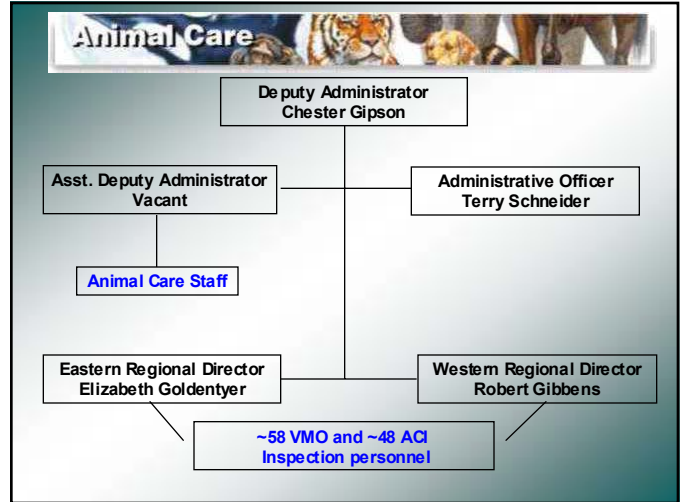 Animal Care
Deputy Administrator
Chester Gipson
Asst. Deputy Administrator
Vacant
Administrative Officer
Terry Schneider
Animal Care Staff
Eastern Regional Director
Elizabeth Goldentyer
Western Regional Director
Robert Gibbens
~58 VMO and ~48 ACI
Inspection personnel